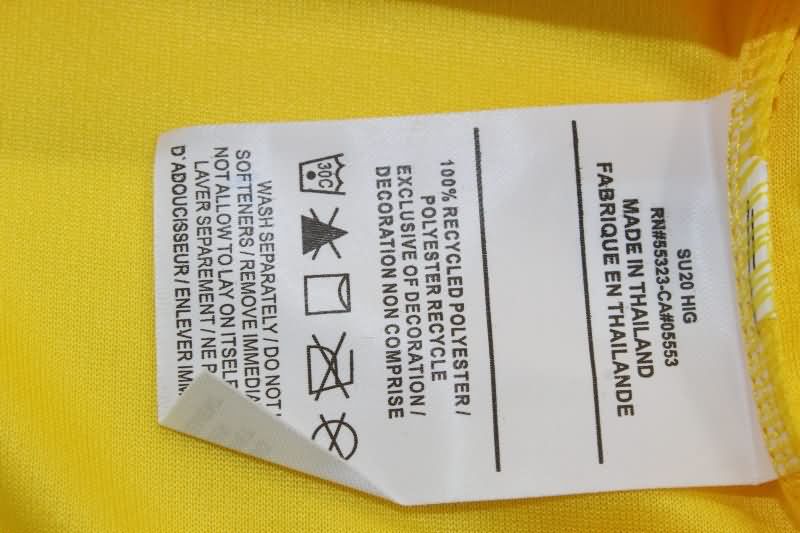 SU20 HIG
RN#55323-CA#05553
MADE IN THAILAND
FABRIQUE EN THAILANDE
100% RECYCLED POLYESTER /
POLYESTER RECYCLE
EXCLUSIVE OF DECORATION /
DECORATION NON COMPRISE
30C
WASH SEPARATELY / DO NOT
SOFTENERS / REMOVE
NOT ALLOW TO LAY ON ITSELF
LAVER SEPAREMENT / NE
D`ADOUCISSEUR / ENLEVER